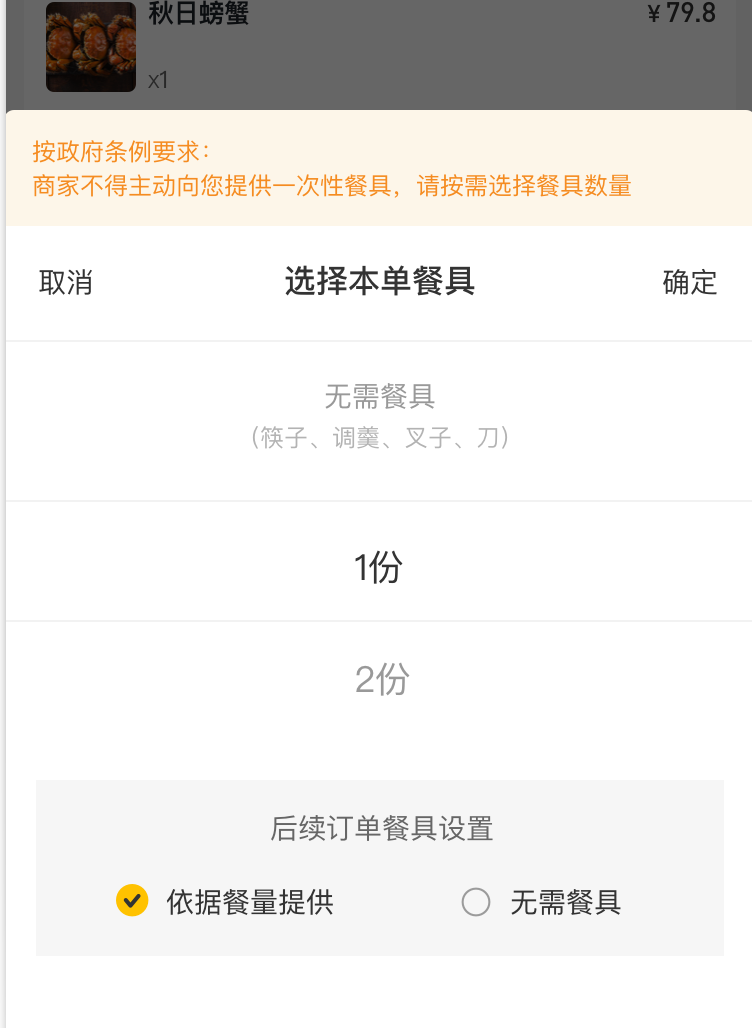 秋日螃蟹
¥79.8
x1
按政府条例要求：
商家不得主动向您提供一次性餐具，请按需选择餐具数量
取消
选择本单餐具
确定
无需餐具
(筷子、调羹、叉子、刀)
1份
2份
后续订单餐具设置
依据餐量提供
无需餐具